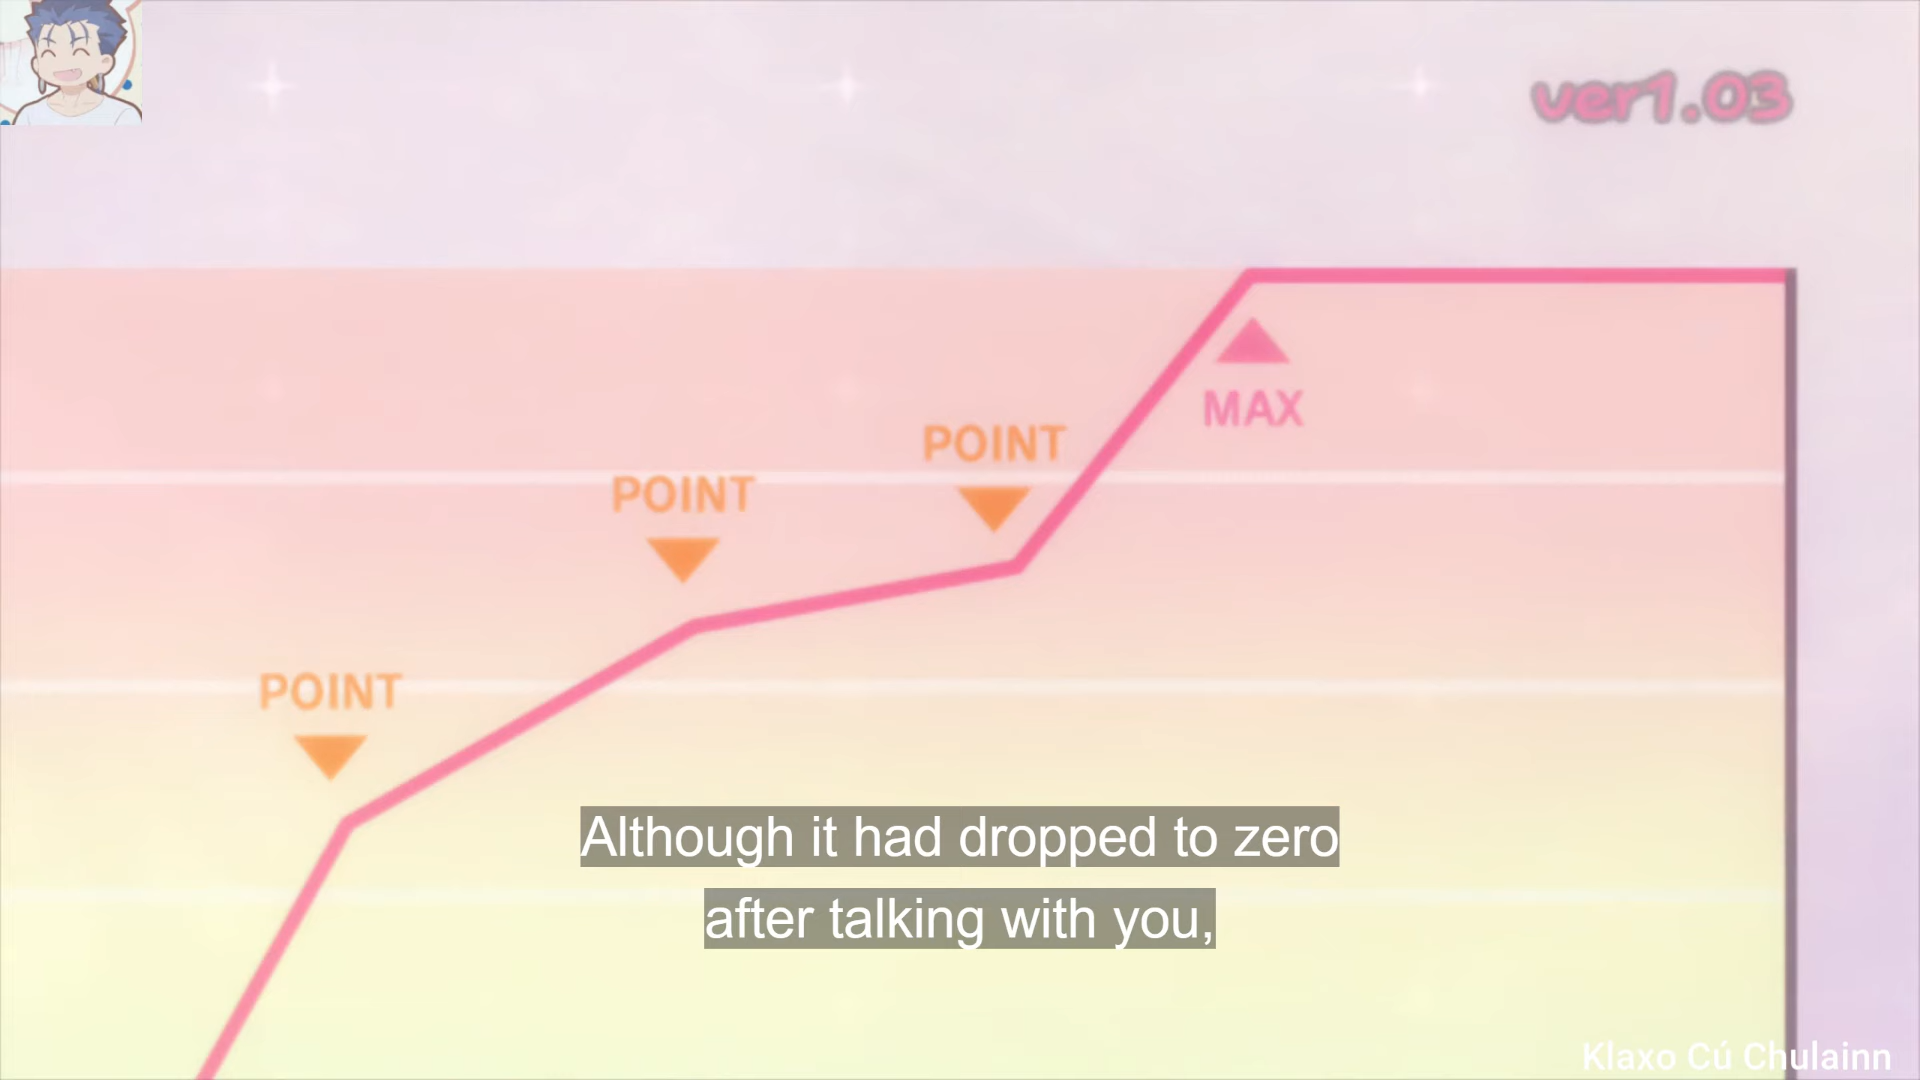 ver1.03
MAX
POINT
POINT
POINT
Although it had dropped to zero
after talking with you,
Klaxo Cú Chulainn